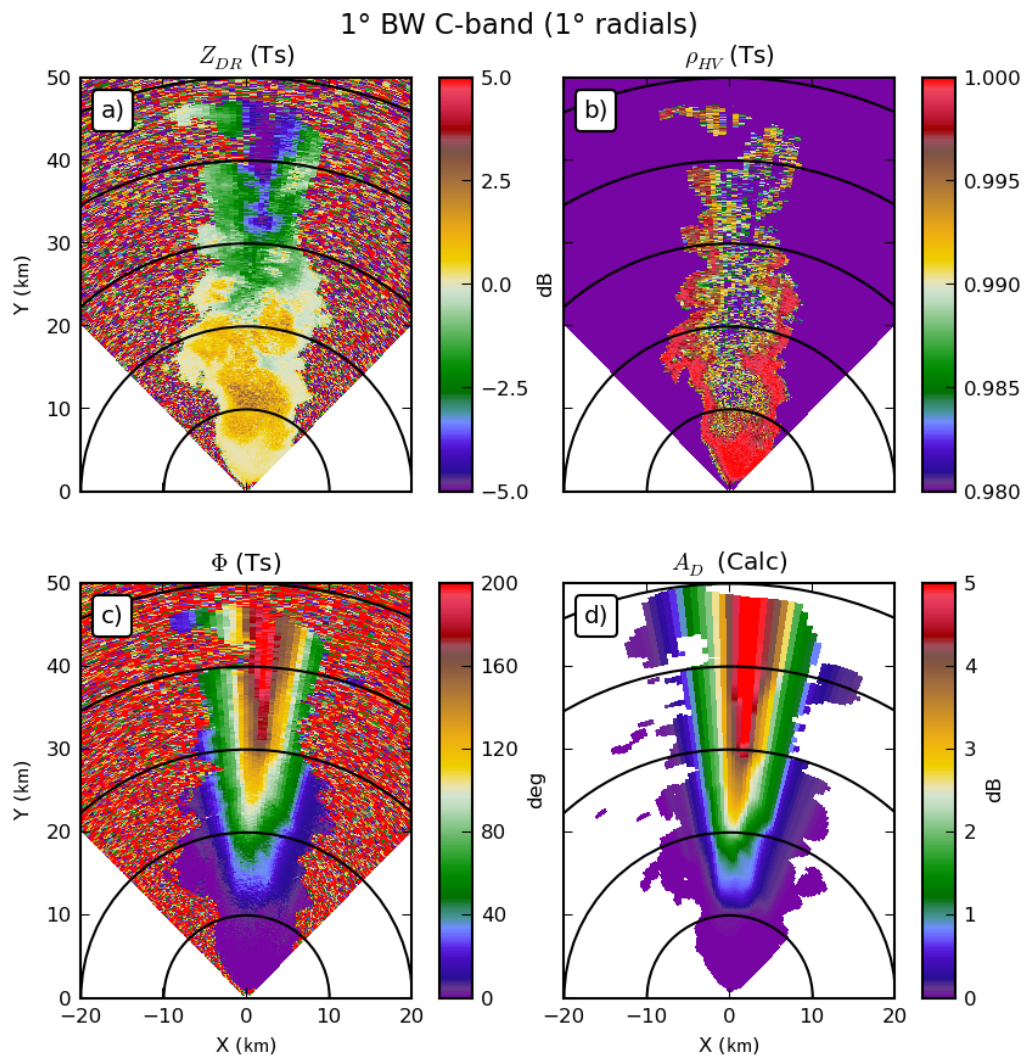 1° BW C-band (1° radials)
Z_DR (Ts)
ρ_HV (Ts)
a)
b)
Y (km)
50
40
30
20
10
0
5.0
2.5
0.0
−2.5
−5.0
dB
1.000
0.995
0.990
0.985
0.980
Φ (Ts)
A_D (Calc)
c)
d)
Y (km)
50
40
30
20
10
0
200
160
120
80
40
0
deg
5
4
3
2
1
0
dB
−20 −10 0 10 20
X (km)
−20 −10 0 10 20
X (km)